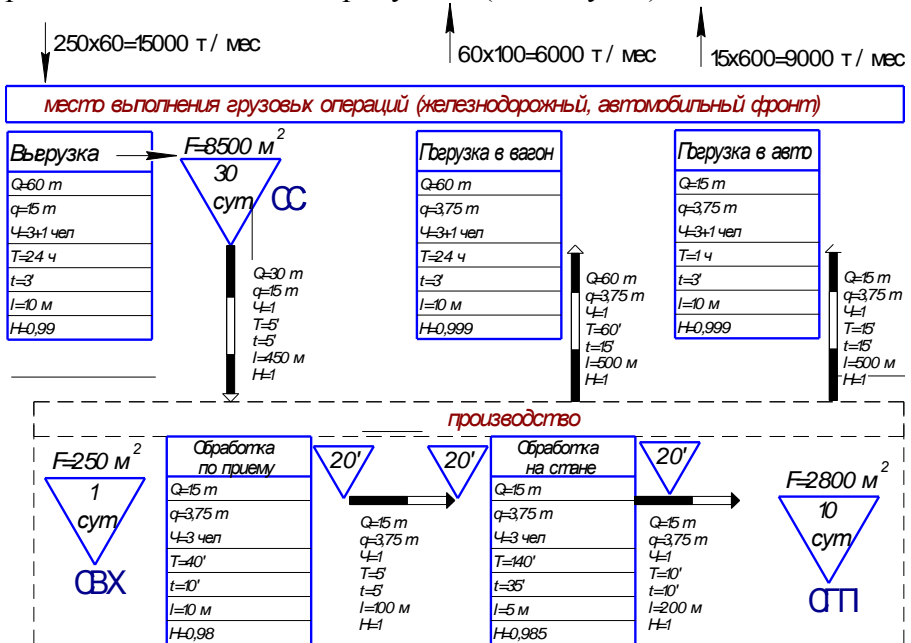 250х60=15000 т / мес
60х100=6000 т / мес
15х600=9000 т / мес
место выполнения грузовых операций (железнодорожный, автомобильный фронт)
Выгрузка
Q=60 т
q=15 т
Ч=3+1 чел
T=24 ч
t=3'
l=10 м
H=0,99
F=8500 м²
30
сут
СС
Q=30 т
q=15 т
Ч=1
T=5'
t=5'
l=450 м
H=1
Погрузка в вагон
Q=60 т
q=3,75 т
Ч=3+1 чел
T=24 ч
t=3'
l=10 м
H=0,999
Q=60 т
q=3,75 т
Ч=1
T=60'
t=15'
l=500 м
H=1
Погрузка в авто
Q=15 т
q=3,75 т
Ч=3+1 чел
T=1 ч
t=3'
l=10 м
H=0,999
Q=15 т
q=3,75 т
Ч=1
T=15'
t=15'
l=500 м
H=1
производство
F=250 м²
1
сут
СВХ
Обработка
по приему
Q=15 т
q=3,75 т
Ч=3 чел
T=40'
t=10'
l=10 м
H=0,98
20'
Q=15 т
q=3,75 т
Ч=1
T=5'
t=5'
l=100 м
H=1
20'
Обработка
на стане
Q=15 т
q=3,75 т
Ч=3 чел
T=140'
t=35'
l=5 м
H=0,985
20'
Q=15 т
q=3,75 т
Ч=1
T=10'
t=10'
l=200 м
H=1
F=2800 м²
10
сут
СГП